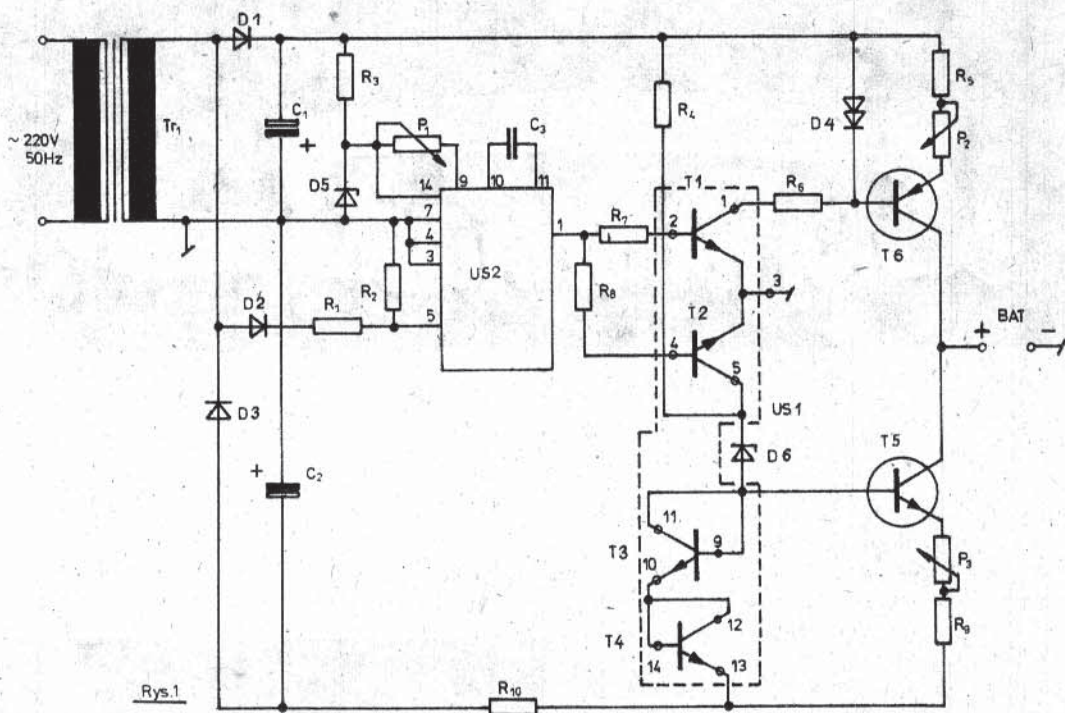 D1
R3
C1
+
~ 220V
50Hz
Tr1
P1
C3
D5
14
9
10
11
7
4
3
5
1
US2
R2
D2
R1
D3
+
C2
R4
R7
R8
T1
1
2
3
T2
4
5
US1
D6
R6
D4
R5
P2
T6
+ BAT -
T5
P3
R9
11
T3
9
10
12
T4
14
13
R10
Rys.1